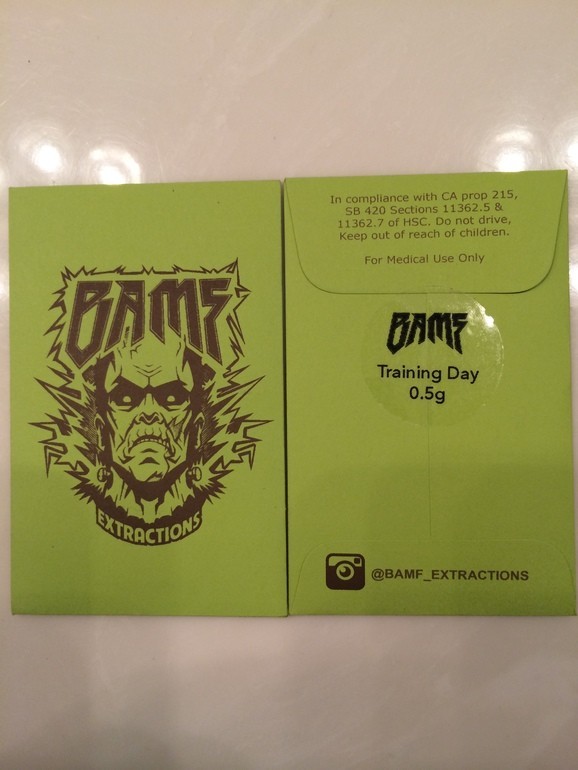 BAMF
EXTRACTIONS
In compliance with CA prop 215,
SB 420 Sections 11362.5 &
11362.7 of HSC. Do not drive,
Keep out of reach of children.
For Medical Use Only
BAMF
Training Day
0.5g
@BAMF_EXTRACTIONS